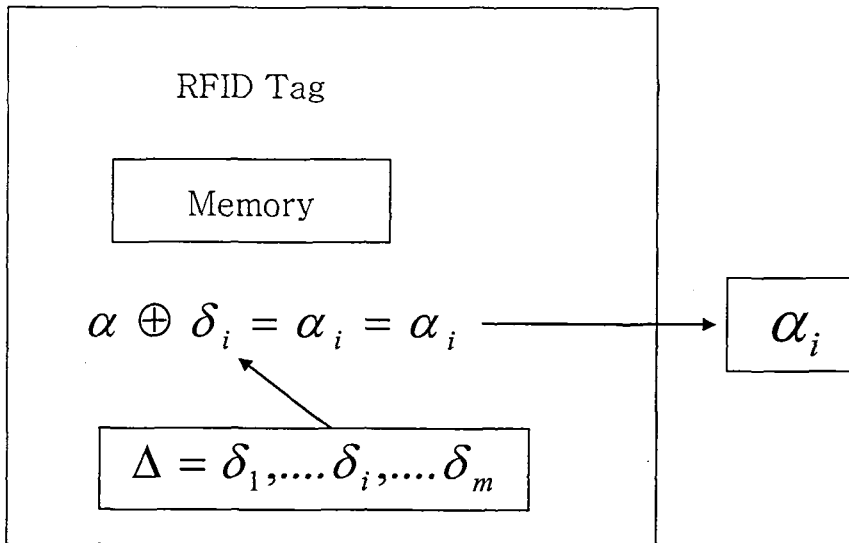 RFID Tag
Memory
α ⊕ δ_i = α_i = α_i
α_i
Δ = δ_1,....δ_i,....δ_m